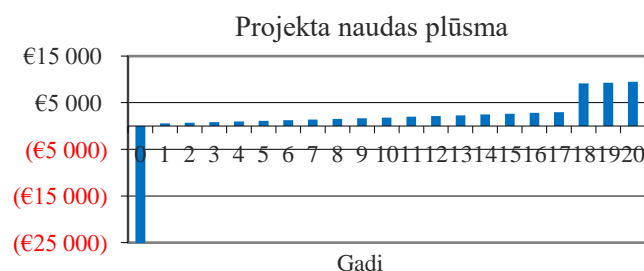 Projekta naudas plūsma
€15 000
€5 000
(€5 000)
(€15 000)
(€25 000)
0 1 2 3 4 5 6 7 8 9 10 11 12 13 14 15 16 17 18 19 20
Gadi